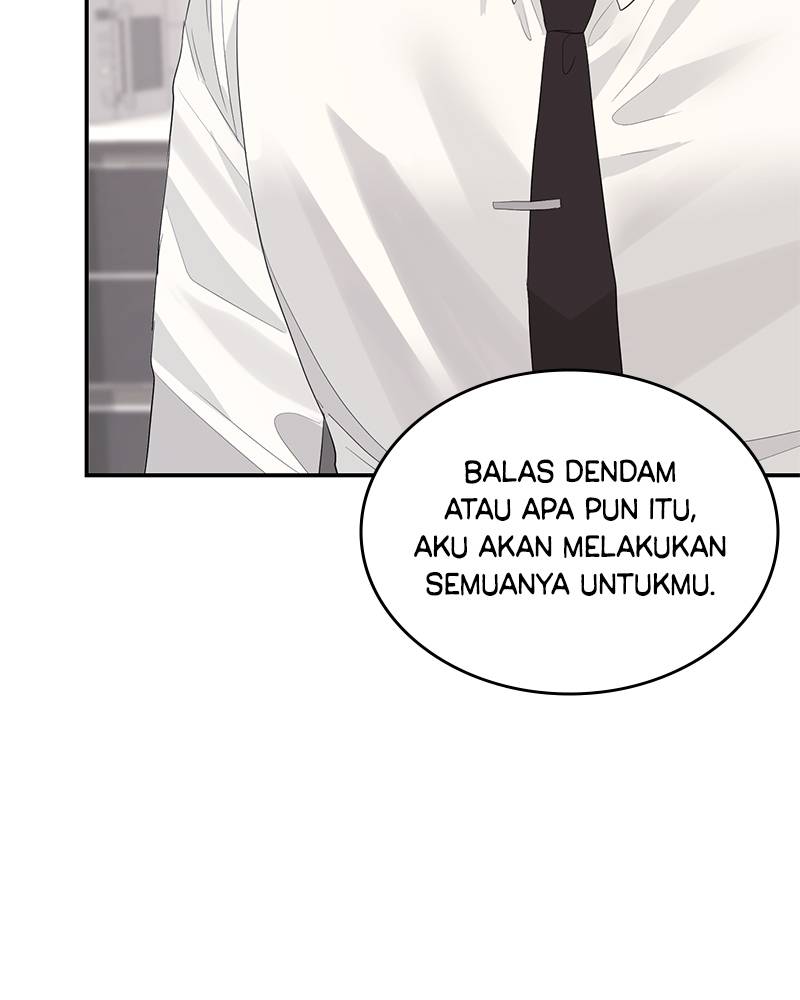 BALAS DENDAM
ATAU APA PUN ITU,
AKU AKAN MELAKUKAN
SEMUANYA UNTUKMU.